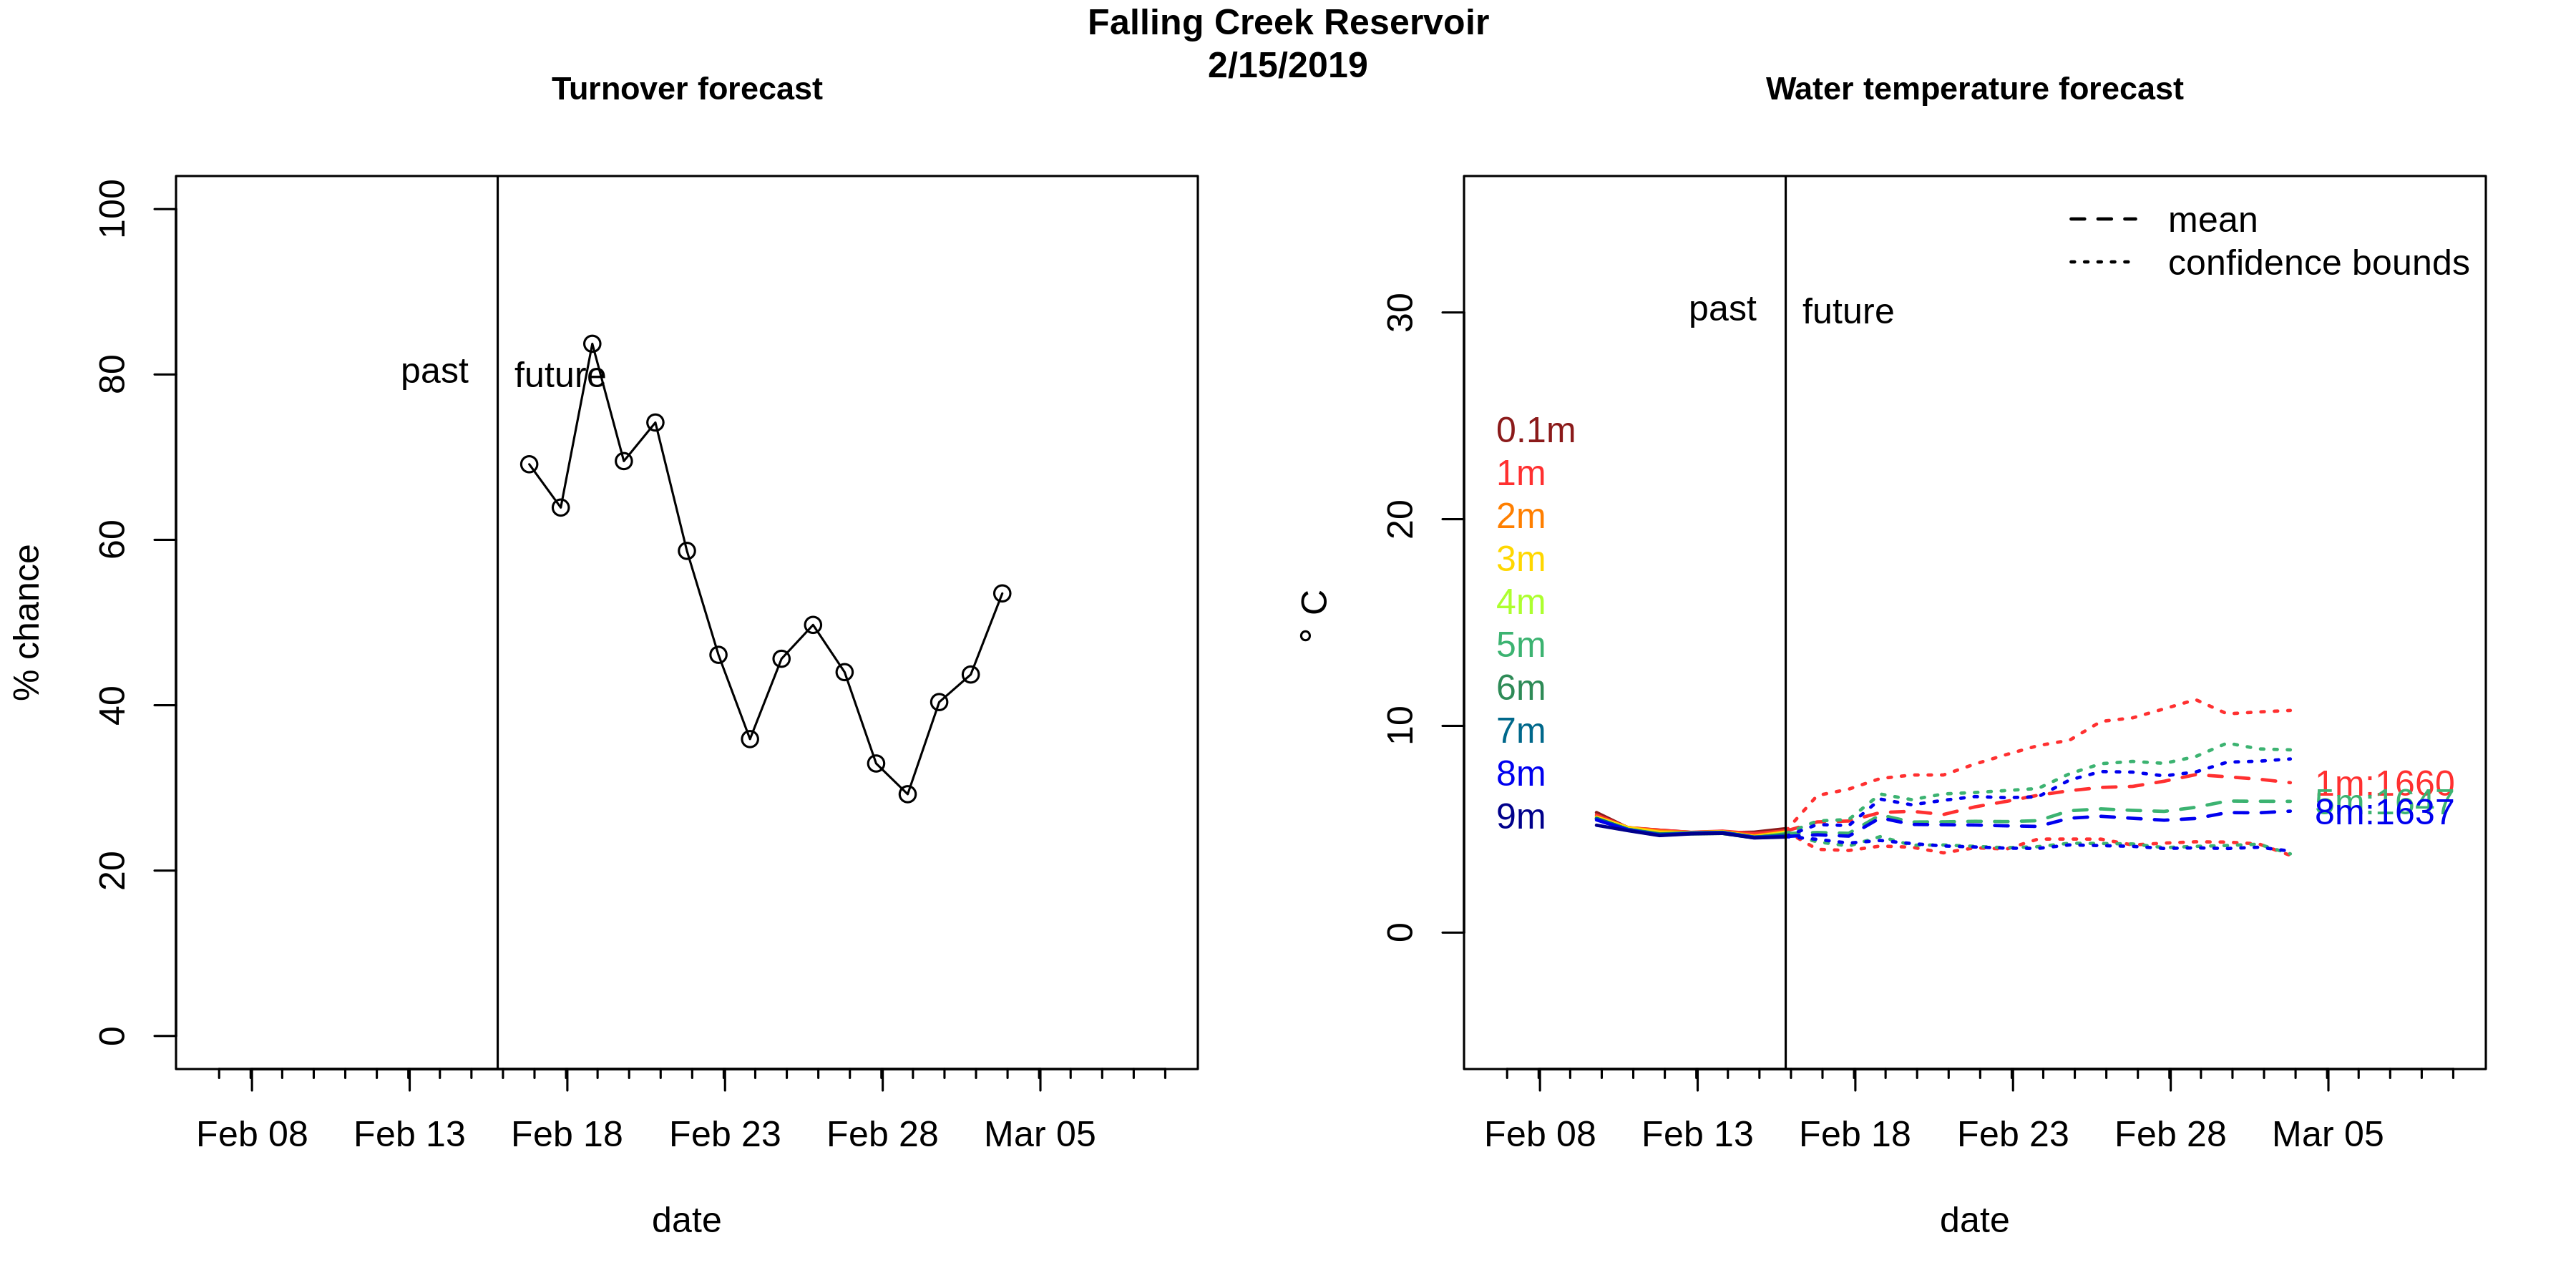 Falling Creek Reservoir
2/15/2019
Turnover forecast
% chance
100
80
60
40
20
0
past
future
Feb 08
Feb 13
Feb 18
Feb 23
Feb 28
Mar 05
date
Water temperature forecast
° C
30
20
10
0
mean
confidence bounds
past
future
0.1m
1m
2m
3m
4m
5m
6m
7m
8m
9m
1m:1660
8m:1637
Feb 08
Feb 13
Feb 18
Feb 23
Feb 28
Mar 05
date